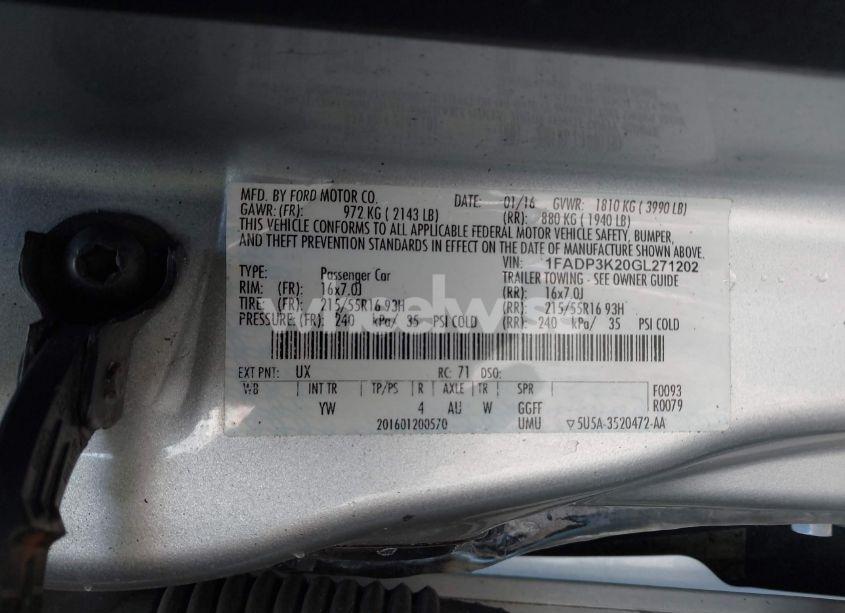 MFD. BY FORD MOTOR CO. DATE: 01/16 GVWR: 1810 KG ( 3990 LB)
GAWR: (FR): 972 KG ( 2143 LB) (RR): 880 KG ( 1940 LB)
THIS VEHICLE CONFORMS TO ALL APPLICABLE FEDERAL MOTOR VEHICLE SAFETY, BUMPER,
AND THEFT PREVENTION STANDARDS IN EFFECT ON THE DATE OF MANUFACTURE SHOWN ABOVE.
VIN: 1FADP3K20GL271202
TYPE: Passenger Car TRAILER TOWING - SEE OWNER GUIDE
RIM: (FR): 16x7.0J (RR): 16x7.0J
TIRE: (FR): 215/55R16 93H (RR): 215/55R16 93H
PRESSURE: (FR): 240 kPa/ 35 PSI COLD (RR): 240 kPa/ 35 PSI COLD
wheelwi
EXT PNT: UX RC: 71 DSO:
WB INT TR TP/PS R AXLE TR SPR F0093
YW 4 AU W GGFF R0079
201601200570 UMU ▽5U5A-3520472-AA